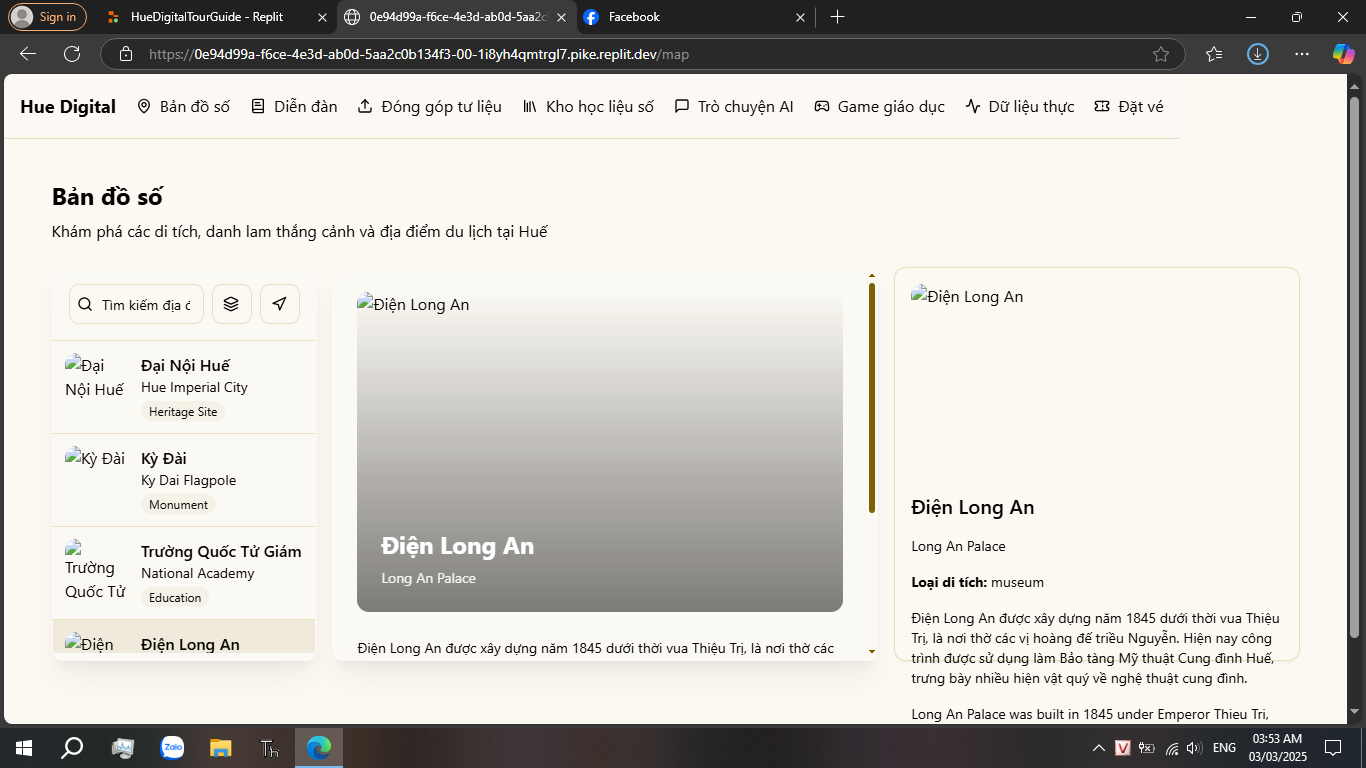 Sign in
HueDigitalTourGuide - Replit
0e94d99a-f6ce-4e3d-ab0d-5aa2c
Facebook
https://0e94d99a-f6ce-4e3d-ab0d-5aa2c0b134f3-00-1i8yh4qmtrgl7.pike.replit.dev/map
Hue Digital
Bản đồ số
Diễn đàn
Đóng góp tư liệu
Kho học liệu số
Trò chuyện AI
Game giáo dục
Dữ liệu thực
Đặt vé
Bản đồ số
Khám phá các di tích, danh lam thắng cảnh và địa điểm du lịch tại Huế
Tìm kiếm địa
Đại
Nội Huế
Đại Nội Huế
Hue Imperial City
Heritage Site
Kỳ Đài
Kỳ Đài
Ky Dai Flagpole
Monument
Trường
Quốc Tử
Trường Quốc Tử Giám
National Academy
Education
Điện
Điện Long An
Điện Long An
Điện Long An
Long An Palace
Điện Long An được xây dựng năm 1845 dưới thời vua Thiệu Trị, là nơi thờ các
Điện Long An
Điện Long An
Long An Palace
Loại di tích: museum
Điện Long An được xây dựng năm 1845 dưới thời vua Thiệu
Trị, là nơi thờ các vị hoàng đế triều Nguyễn. Hiện nay công
trình được sử dụng làm Bảo tàng Mỹ thuật Cung đình Huế,
trưng bày nhiều hiện vật quý về nghệ thuật cung đình.
Long An Palace was built in 1845 under Emperor Thieu Tri,
Zalo
Th
V
ENG
03:53 AM
03/03/2025